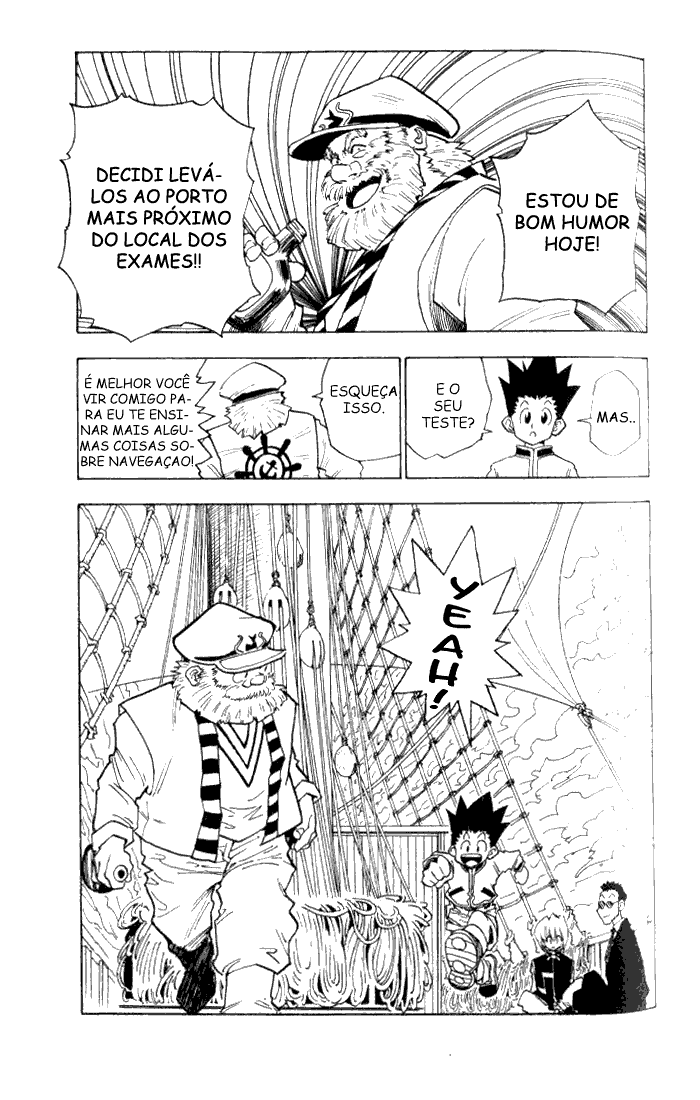 ESTOU DE
BOM HUMOR
HOJE!
DECIDI LEVÁ-
LOS AO PORTO
MAIS PRÓXIMO
DO LOCAL DOS
EXAMES!!
MAS..
E O
SEU
TESTE?
ESQUEÇA
ISSO.
É MELHOR VOCÊ
VIR COMIGO PA-
RA EU TE ENSI-
NAR MAIS ALGU-
MAS COISAS SO-
BRE NAVEGAÇAO!
YEAH!